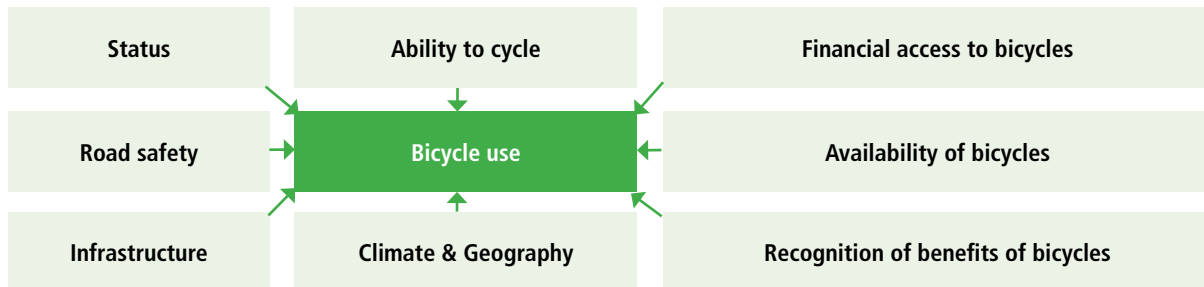 Status
Ability to cycle
Financial access to bicycles
Road safety
Bicycle use
Availability of bicycles
Infrastructure
Climate & Geography
Recognition of benefits of bicycles